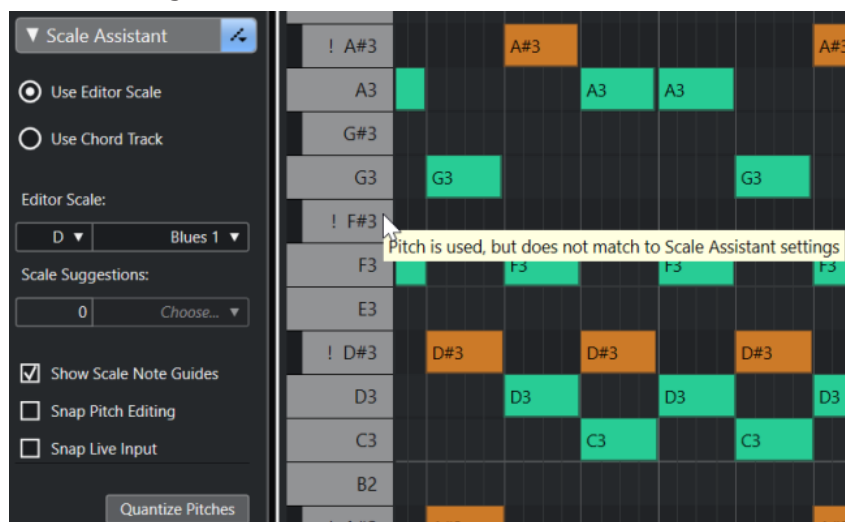 ▼ Scale Assistant
Use Editor Scale
Use Chord Track
Editor Scale:
D ▼ Blues 1 ▼
Scale Suggestions:
0 Choose... ▼
Show Scale Note Guides
Snap Pitch Editing
Snap Live Input
Quantize Pitches
! A#3 A#3
A3 A3 A3
G#3
G3 G3 G3
! F#3
Pitch is used, but does not match to Scale Assistant settings
F3 F3 F3 F3
E3
! D#3 D#3 D#3 D#3
D3 D3 D3 D3
C3 C3 C3
B2